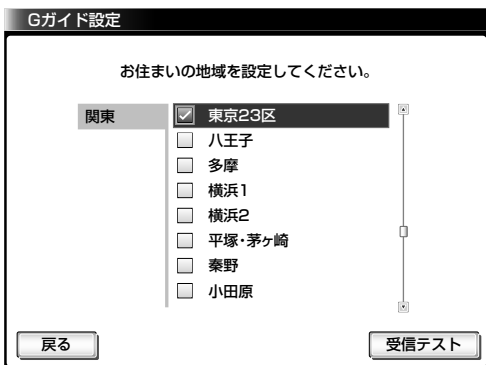 Gガイド設定
お住まいの地域を設定してください。
関東
東京23区
八王子
多摩
横浜1
横浜2
平塚・茅ヶ崎
秦野
小田原
戻る
受信テスト